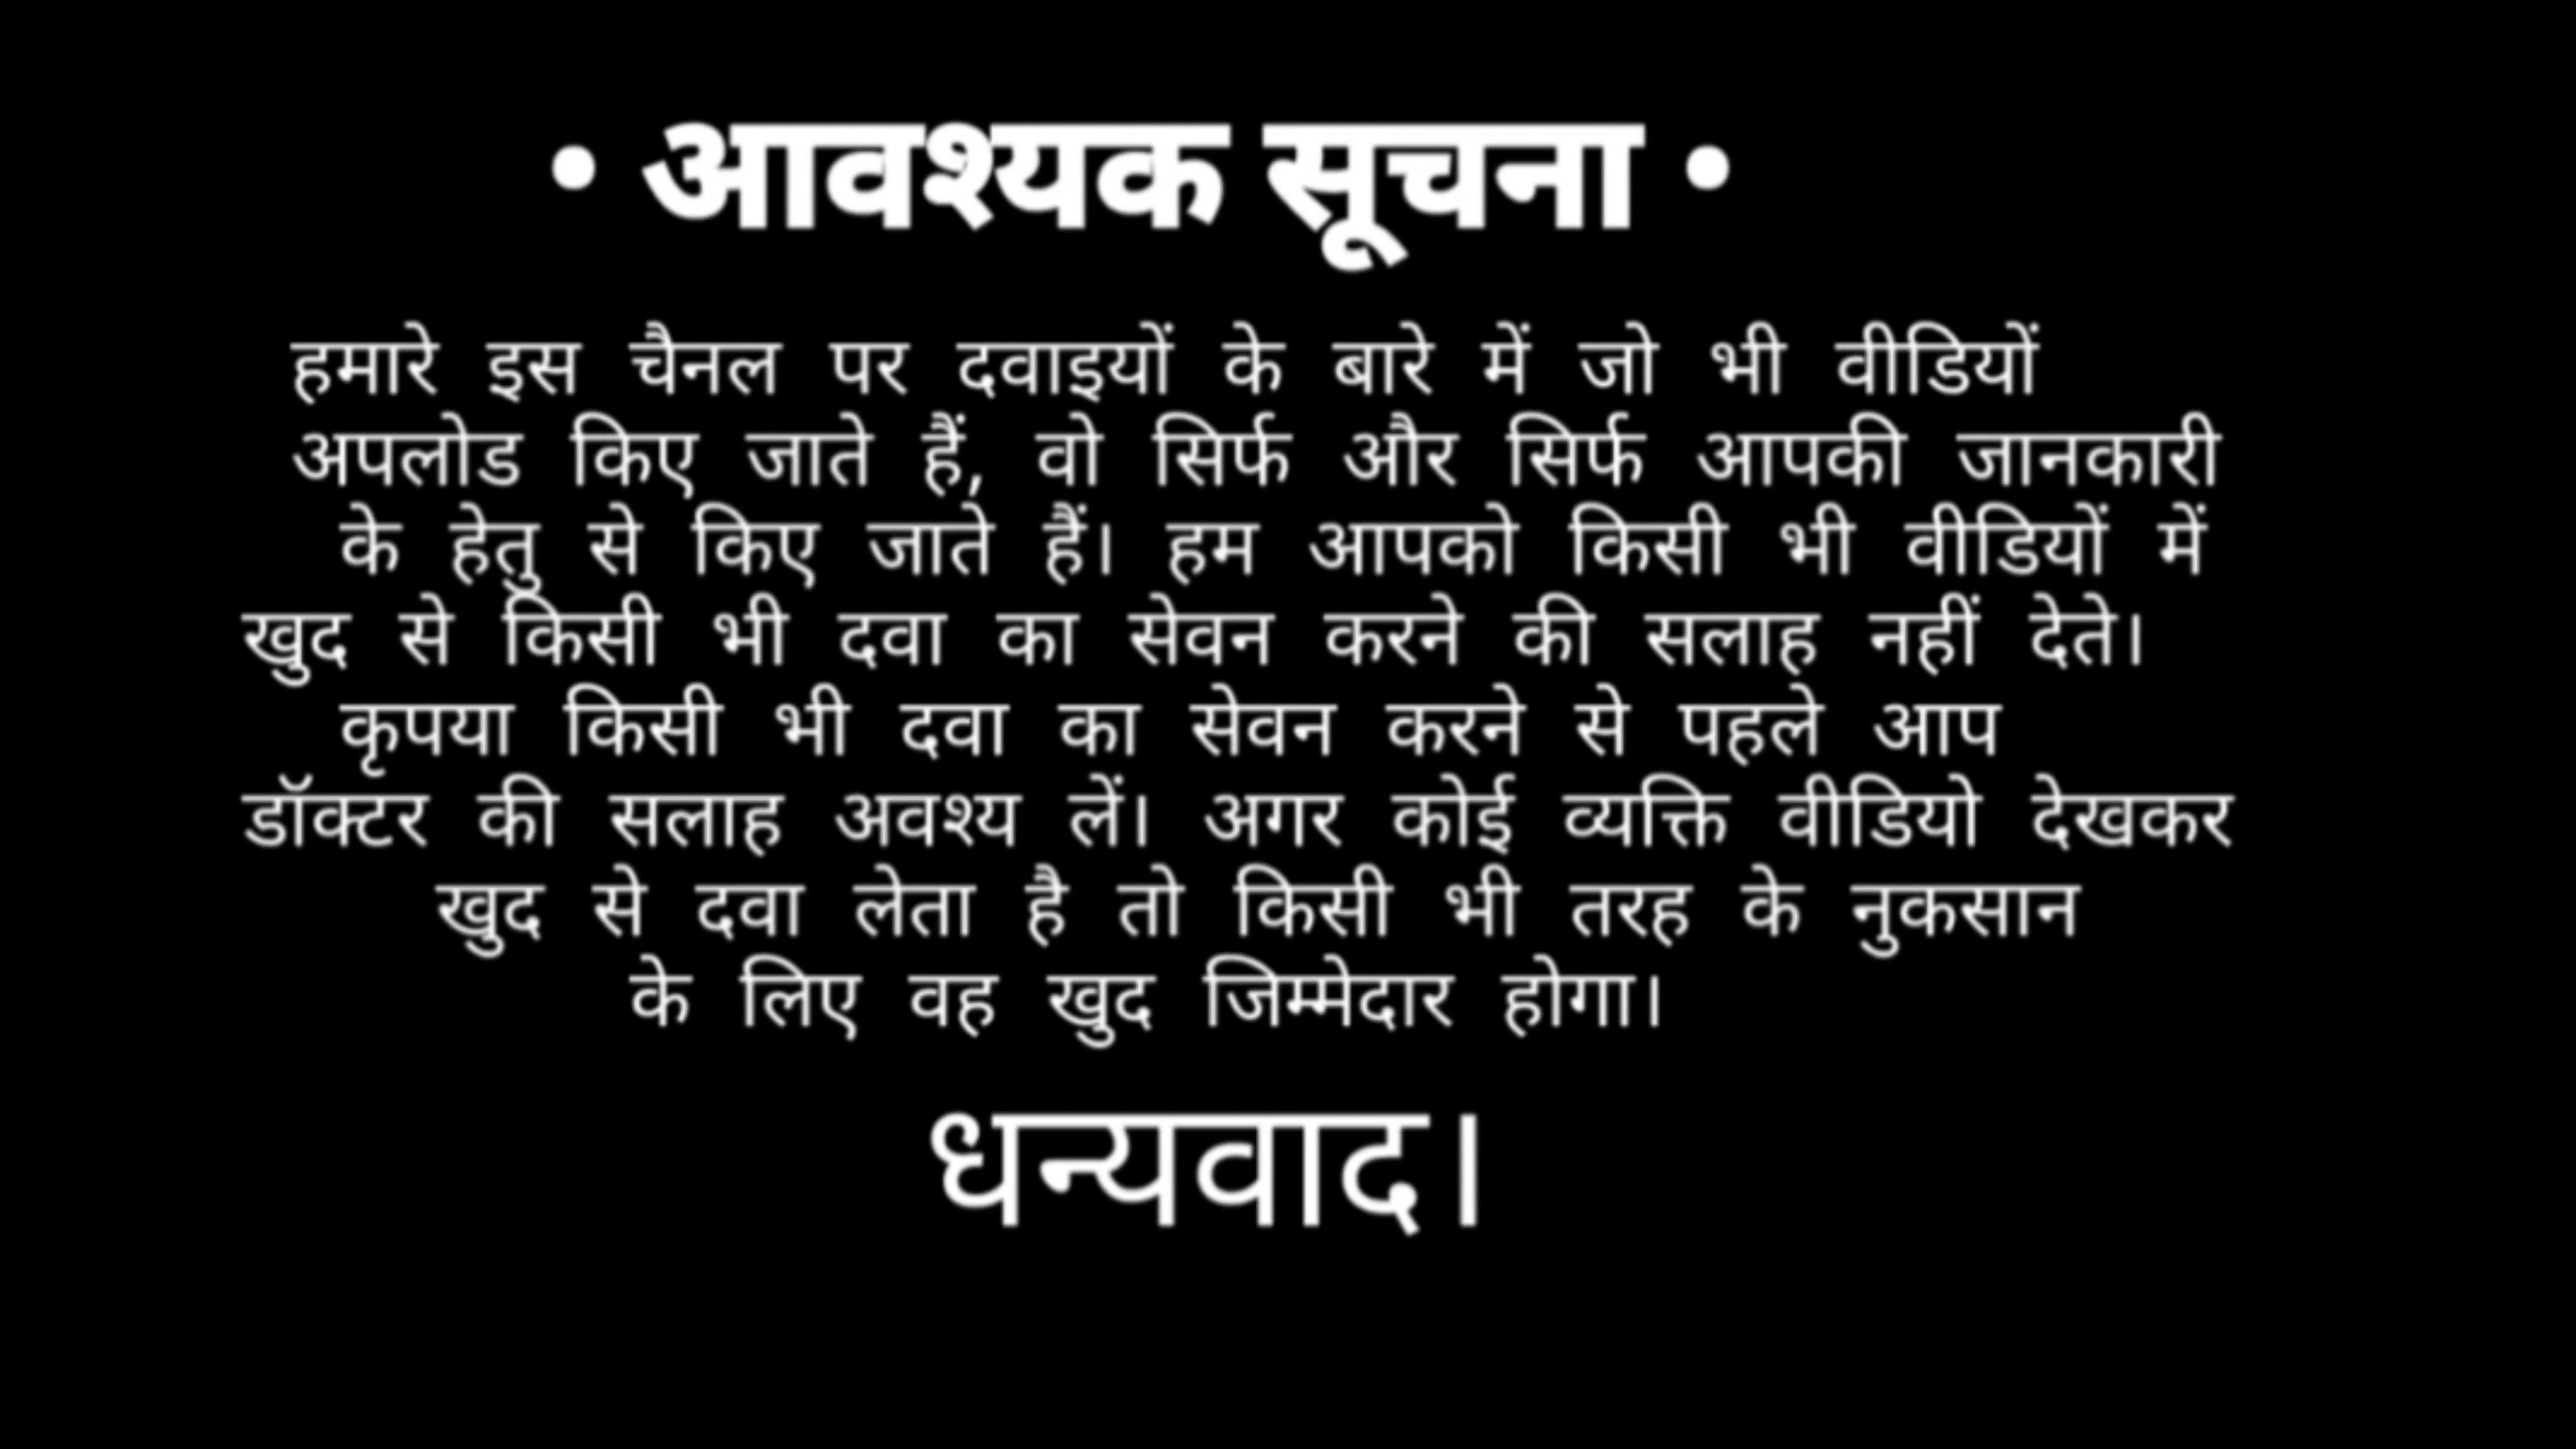 • आवश्यक सूचना •
हमारे इस चैनल पर दवाइयों के बारे में जो भी वीडियों
अपलोड किए जाते हैं, वो सिर्फ और सिर्फ आपकी जानकारी
के हेतु से किए जाते हैं। हम आपको किसी भी वीडियों में
खुद से किसी भी दवा का सेवन करने की सलाह नहीं देते।
कृपया किसी भी दवा का सेवन करने से पहले आप
डॉक्टर की सलाह अवश्य लें। अगर कोई व्यक्ति वीडियो देखकर
खुद से दवा लेता है तो किसी भी तरह के नुकसान
के लिए वह खुद जिम्मेदार होगा।
धन्यवाद।